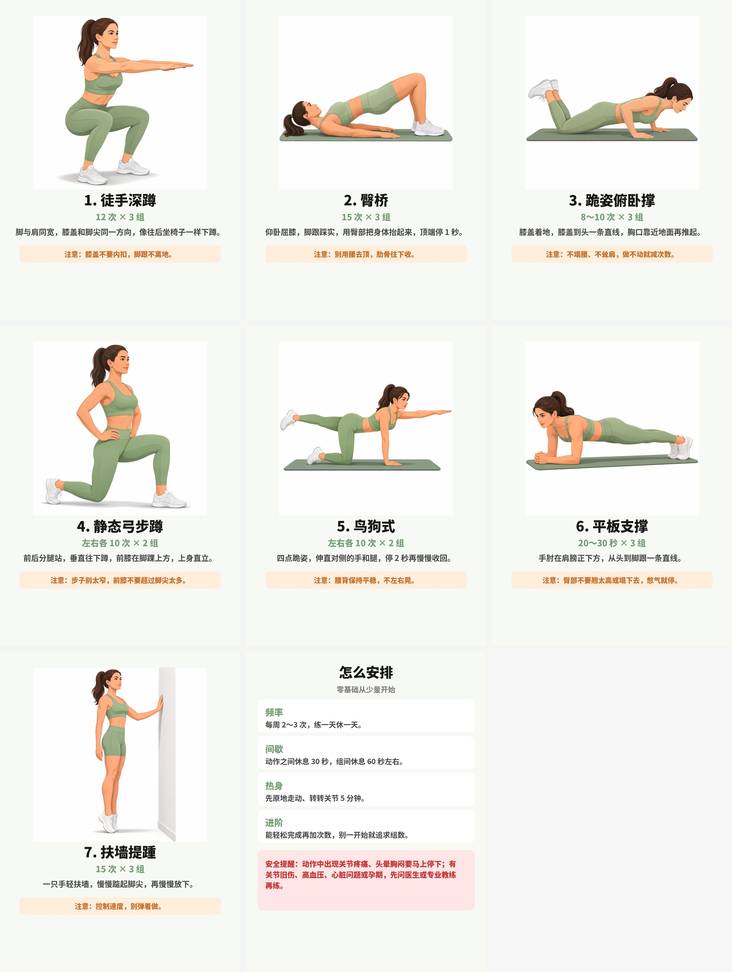 1. 徒手深蹲
12 次 × 3 组
脚与肩同宽，膝盖和脚尖同一方向，像往后坐椅子一样下蹲。
注意：膝盖不要内扣，脚跟不离地。
2. 臀桥
15 次 × 3 组
仰卧屈膝，脚跟踩实，用臀部把身体抬起来，顶端停 1 秒。
注意：别用腰去顶，肋骨往下收。
3. 跪姿俯卧撑
8～10 次 × 3 组
膝盖着地，膝盖到头一条直线，胸口靠近地面再推起。
注意：不塌腰、不耸肩，做不动就减次数。
4. 静态弓步蹲
左右各 10 次 × 2 组
前后分腿站，垂直往下蹲，前膝在脚踝上方，上身直立。
注意：步子别太窄，前膝不要超过脚尖太多。
5. 鸟狗式
左右各 10 次 × 2 组
四点跪姿，伸直对侧的手和腿，停 2 秒再慢慢收回。
注意：腰背保持平稳，不左右晃。
6. 平板支撑
20～30 秒 × 3 组
手肘在肩膀正下方，从头到脚跟一条直线。
注意：臀部不要翘太高或塌下去，憋气就停。
7. 扶墙提踵
15 次 × 3 组
一只手轻扶墙，慢慢踮起脚尖，再慢慢放下。
注意：控制速度，别弹着做。
怎么安排
零基础从少量开始
频率
每周 2～3 次，练一天休一天。
间歇
动作之间休息 30 秒，组间休息 60 秒左右。
热身
先原地走动、转转关节 5 分钟。
进阶
能轻松完成再加次数，别一开始就追求组数。
安全提醒：动作中出现关节疼痛、头晕胸闷要马上停下；有
关节旧伤、高血压、心脏问题或孕期，先问医生或专业教练
再练。